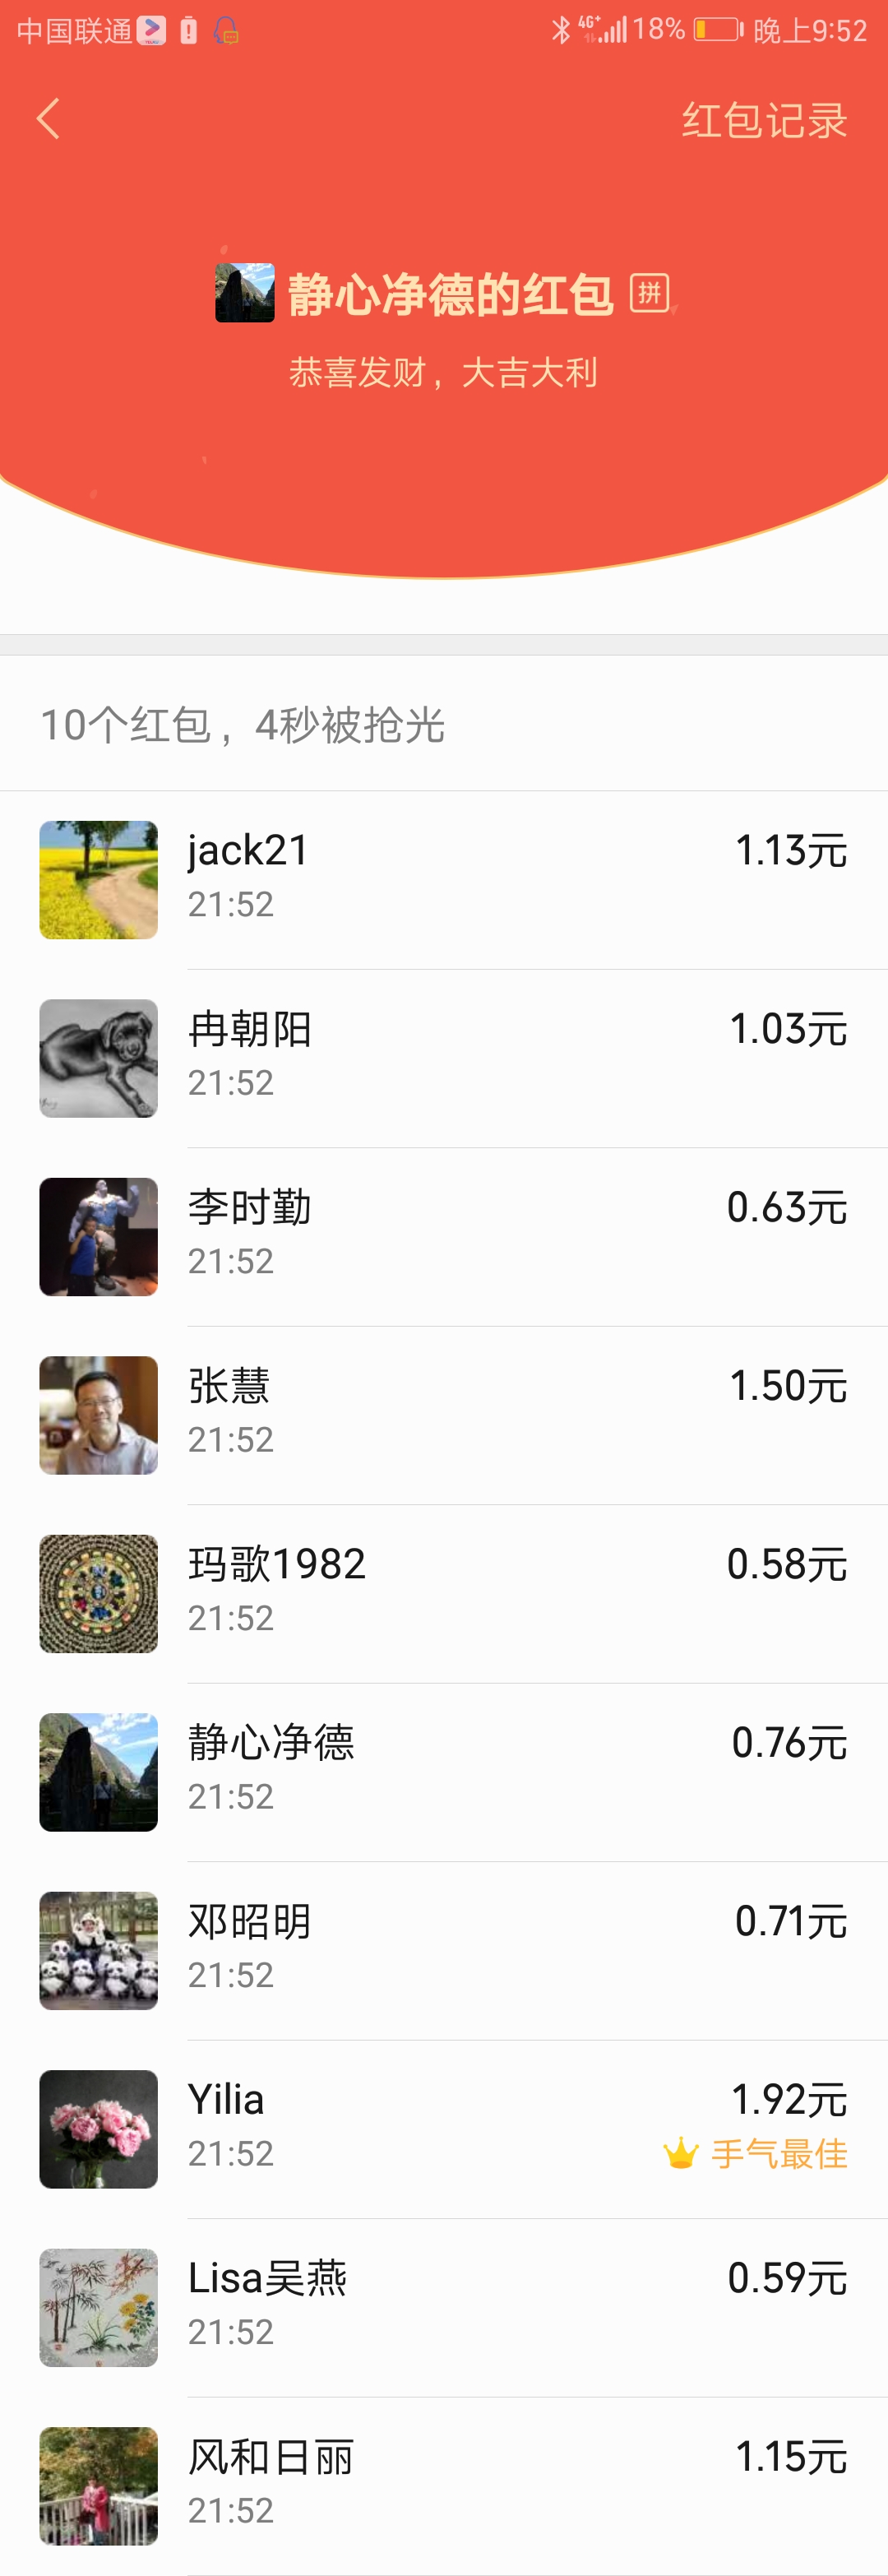 中国联通 4G+ 18% 晚上9:52
红包记录
静心净德的红包 拼
恭喜发财，大吉大利
10个红包，4秒被抢光
jack21 1.13元
21:52
冉朝阳 1.03元
21:52
李时勤 0.63元
21:52
张慧 1.50元
21:52
玛歌1982 0.58元
21:52
静心净德 0.76元
21:52
邓昭明 0.71元
21:52
Yilia 1.92元
21:52 手气最佳
Lisa吴燕 0.59元
21:52
风和日丽 1.15元
21:52